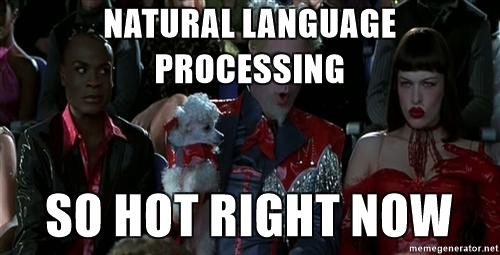 NATURAL LANGUAGE
PROCESSING
SO HOT RIGHT NOW
memegenerator.net